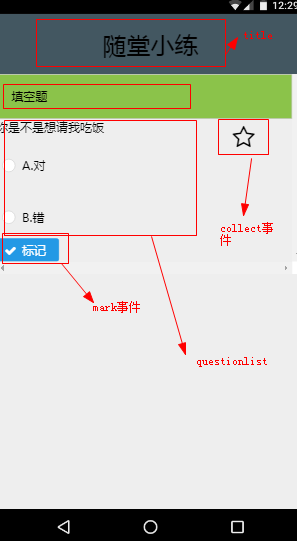 12:29
随堂小练
填空题
你是不是想请我吃饭
A.对
B.错
collect事
件
标记
mark事件
questionlist